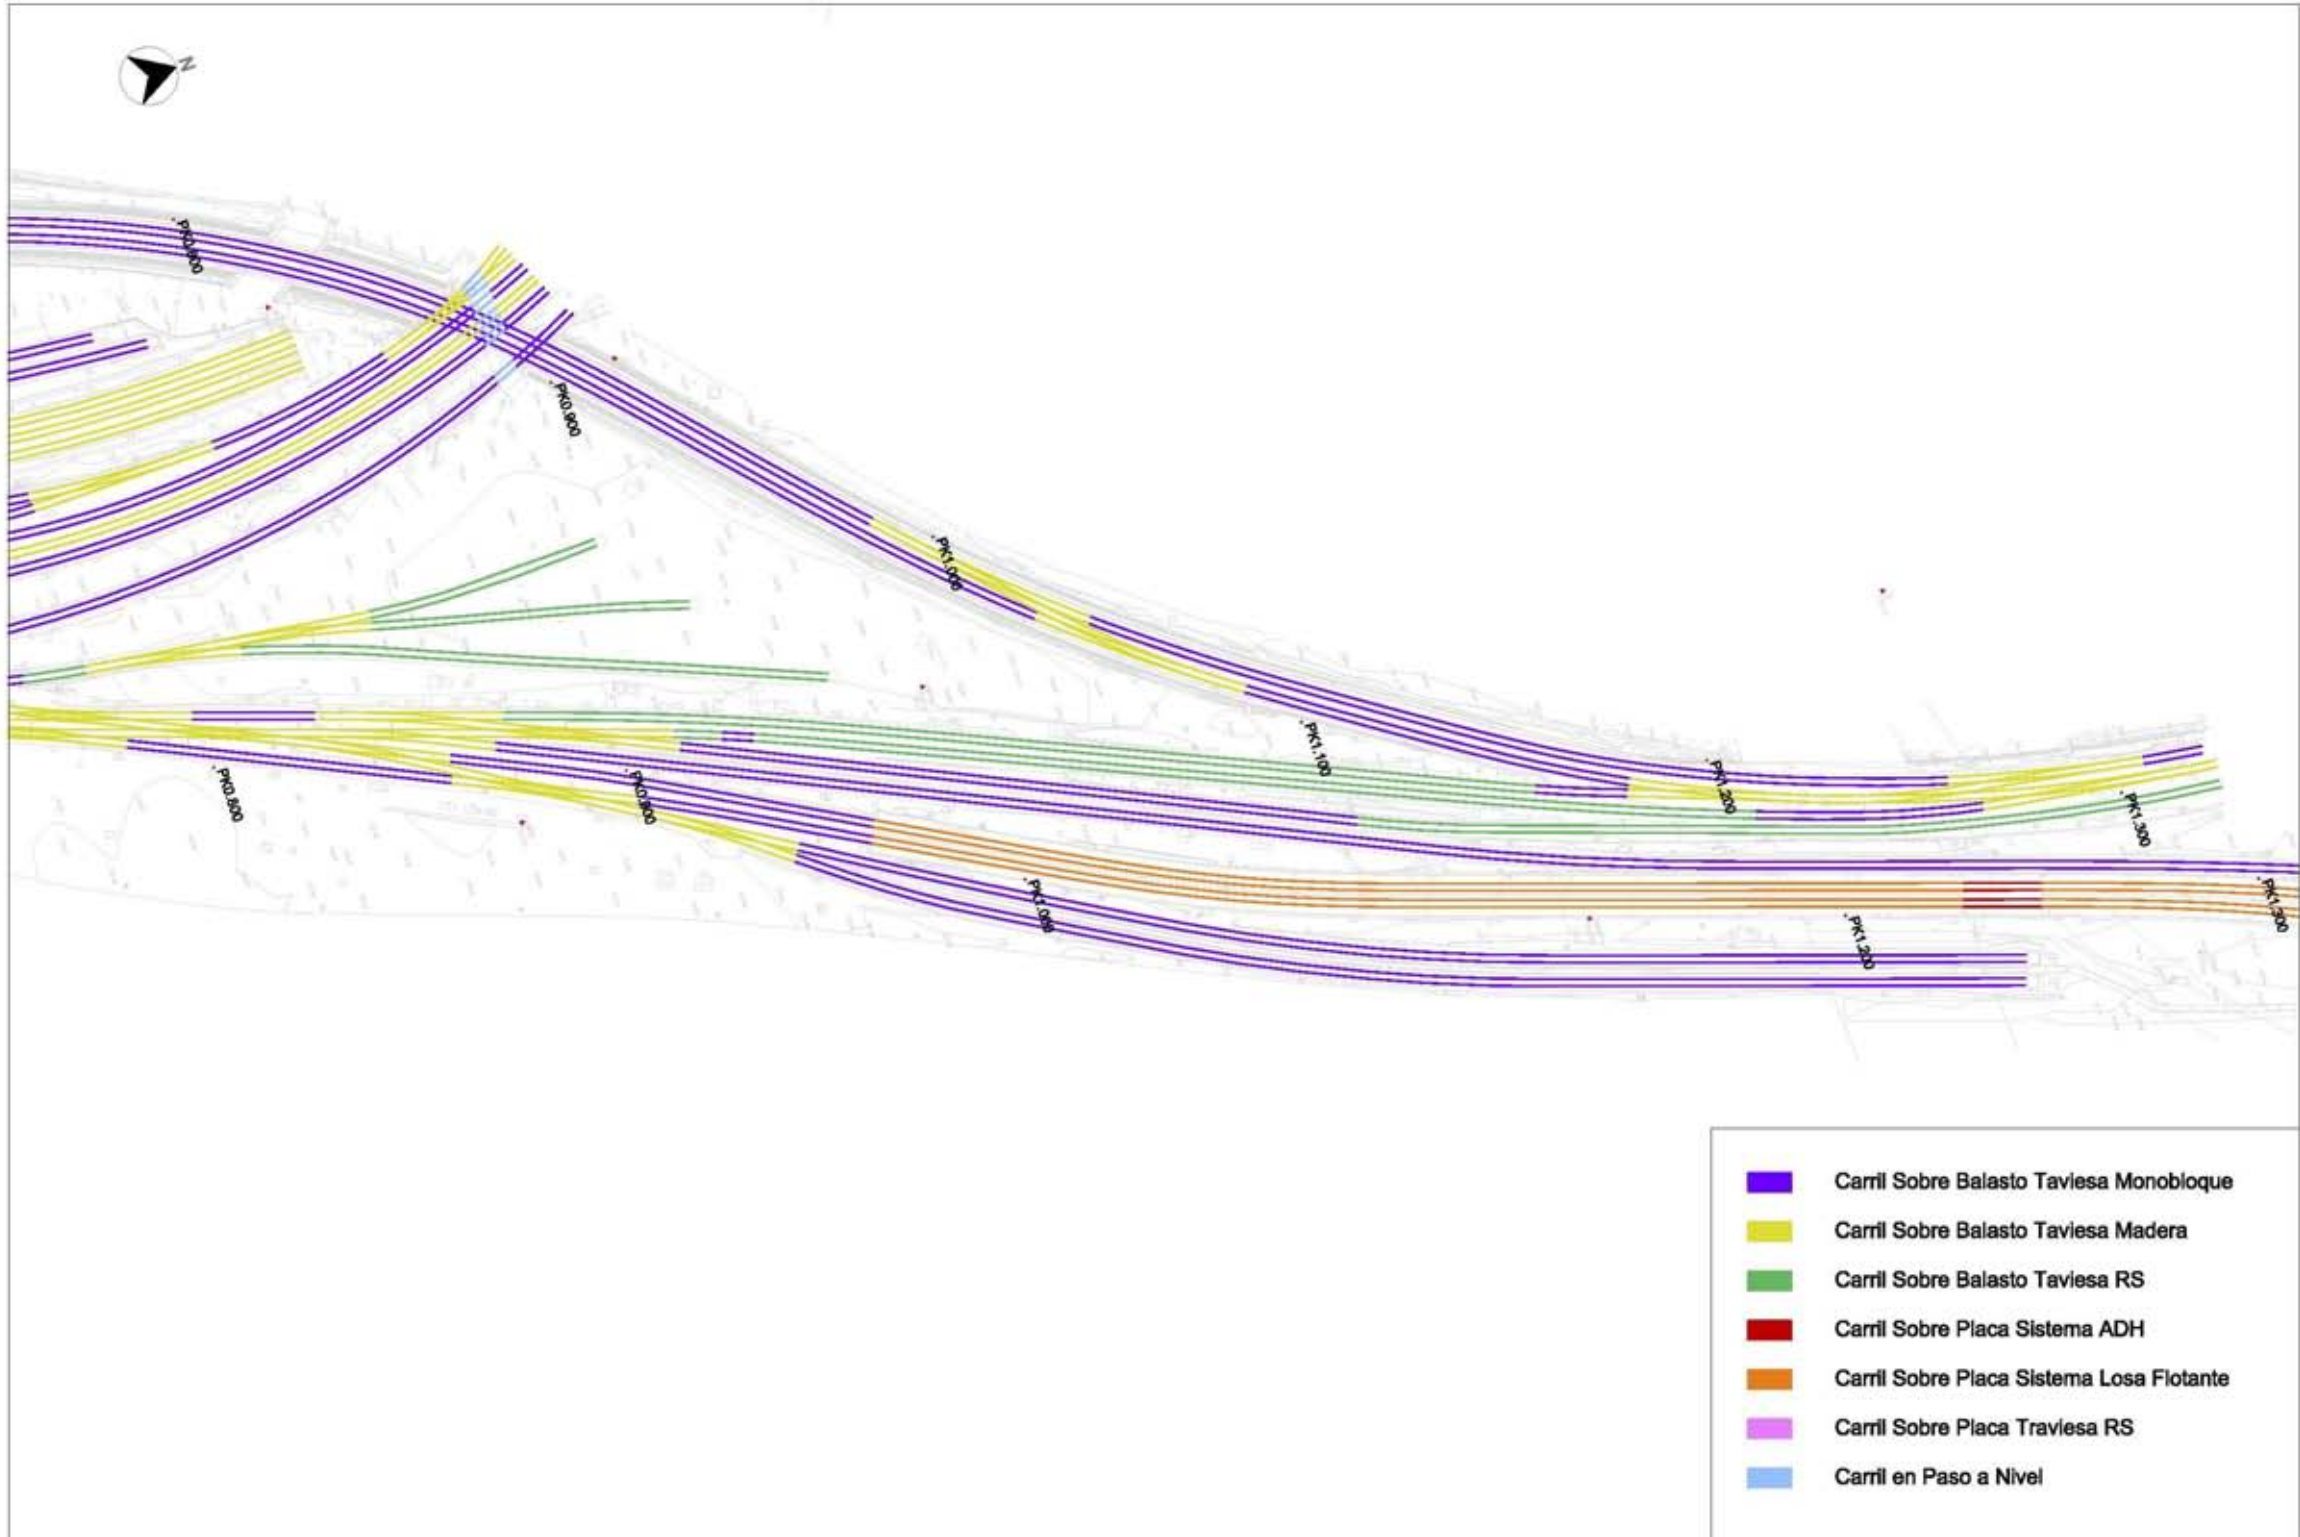 N
PK0.800
PK0.900
PK1.000
PK1.100
PK1.200
PK1.300
PK0.800
PK0.900
PK1.000
PK1.200
PK1.300
Carril Sobre Balasto Taviesa Monobloque
Carril Sobre Balasto Taviesa Madera
Carril Sobre Balasto Taviesa RS
Carril Sobre Placa Sistema ADH
Carril Sobre Placa Sistema Losa Flotante
Carril Sobre Placa Traviesa RS
Carril en Paso a Nivel